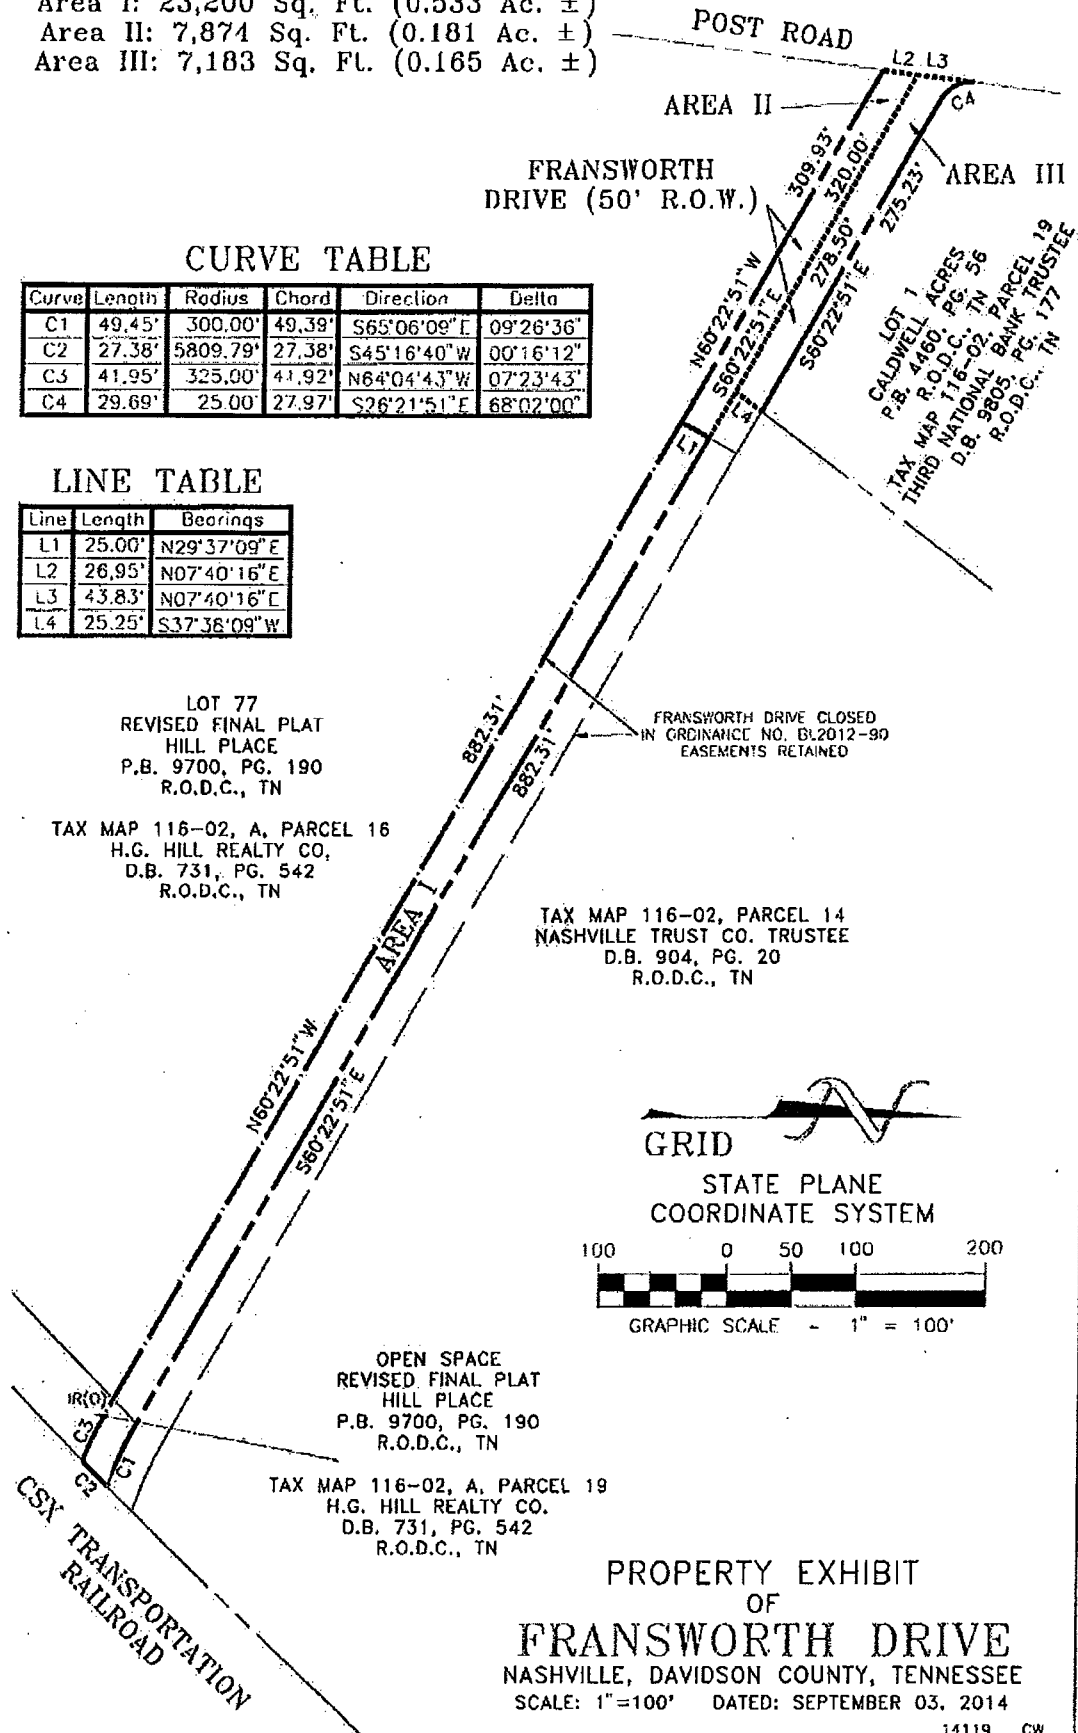 Area I: 23,200 Sq. Ft. (0.533 Ac. ±)
Area II: 7,874 Sq. Ft. (0.181 Ac. ±)
Area III: 7,183 Sq. Ft. (0.165 Ac. ±)
POST ROAD
L2 L3
C4
AREA II
AREA III
FRANSWORTH
DRIVE (50' R.O.W.)
309.93'
320.00'
275.23'
278.50'
N60°22'51"W
S60°22'51"E
S60°22'51"E
L4
L1
LOT 1
CALDWELL ACRES
P.B. 4460, PG. 56
R.O.D.C., TN
TAX MAP 116-02, PARCEL 19
THIRD NATIONAL BANK TRUSTEE
D.B. 9805, PG. 177
R.O.D.C., TN
CURVE TABLE
Curve Length Radius Chord Direction Delta
C1 49.45' 300.00' 49.39' S65°06'09"E 09°26'36"
C2 27.38' 5809.79' 27.38' S45°16'40"W 00°16'12"
C3 41.95' 325.00' 41.92' N64°04'43"W 07°23'43"
C4 29.69' 25.00' 27.97' S26°21'51"E 68°02'00"
LINE TABLE
Line Length Bearings
L1 25.00' N29°37'09"E
L2 26.95' N07°40'16"E
L3 43.83' N07°40'16"E
L4 25.25' S37°38'09"W
LOT 77
REVISED FINAL PLAT
HILL PLACE
P.B. 9700, PG. 190
R.O.D.C., TN
TAX MAP 116-02, A, PARCEL 16
H.G. HILL REALTY CO.
D.B. 731, PG. 542
R.O.D.C., TN
882.31'
882.31'
FRANSWORTH DRIVE CLOSED
IN ORDINANCE NO. BL2012-90
EASEMENTS RETAINED
AREA I
TAX MAP 116-02, PARCEL 14
NASHVILLE TRUST CO. TRUSTEE
D.B. 904, PG. 20
R.O.D.C., TN
N60°22'51"W
S60°22'51"E
N
GRID
STATE PLANE
COORDINATE SYSTEM
100 0 50 100 200
GRAPHIC SCALE - 1" = 100'
IR(O)
C3
C1
C2
OPEN SPACE
REVISED FINAL PLAT
HILL PLACE
P.B. 9700, PG. 190
R.O.D.C., TN
TAX MAP 116-02, A, PARCEL 19
H.G. HILL REALTY CO.
D.B. 731, PG. 542
R.O.D.C., TN
CSX TRANSPORTATION
RAILROAD
PROPERTY EXHIBIT
OF
FRANSWORTH DRIVE
NASHVILLE, DAVIDSON COUNTY, TENNESSEE
SCALE: 1"=100' DATED: SEPTEMBER 03, 2014
14119 CW